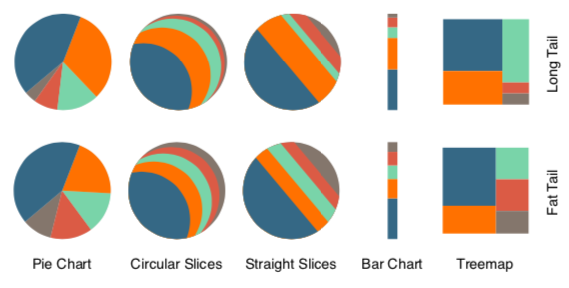 Long Tail
Fat Tail
Pie Chart
Circular Slices
Straight Slices
Bar Chart
Treemap